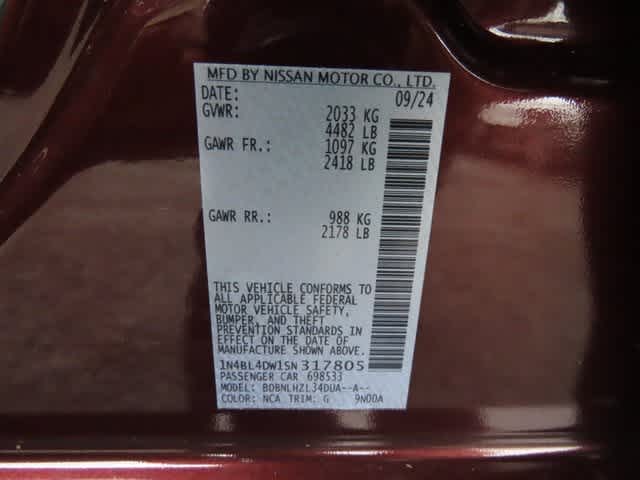 MFD BY NISSAN MOTOR CO., LTD.
DATE: 09/24
GVWR: 2033 KG
4482 LB
GAWR FR.: 1097 KG
2418 LB
GAWR RR.: 988 KG
2178 LB
THIS VEHICLE CONFORMS TO
ALL APPLICABLE FEDERAL
MOTOR VEHICLE SAFETY,
BUMPER, AND THEFT
PREVENTION STANDARDS IN
EFFECT ON THE DATE OF
MANUFACTURE SHOWN ABOVE.
1N4BL4DW1SN317805
PASSENGER CAR 698533
MODEL: BDBNLHZL34DUA--A--
COLOR: NCA TRIM: G 9N00A